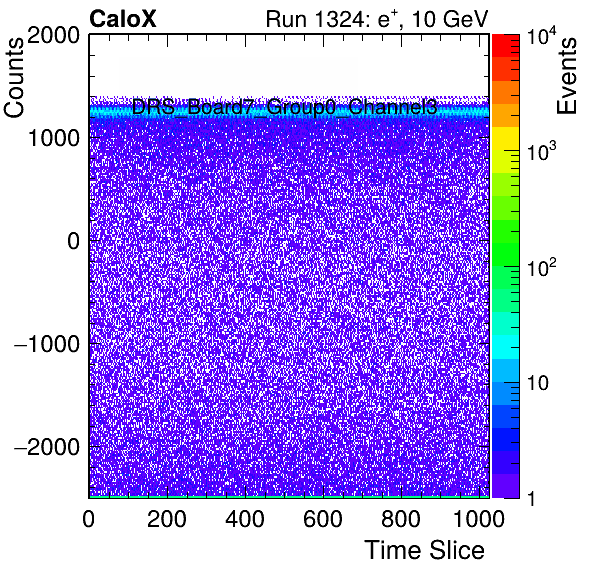 CaloX Run 1324: e⁺, 10 GeV
Counts
Events
2000
1000
0
−1000
−2000
DRS_Board7_Group0_Channel3
10⁴
10³
10²
10
1
0 200 400 600 800 1000
Time Slice